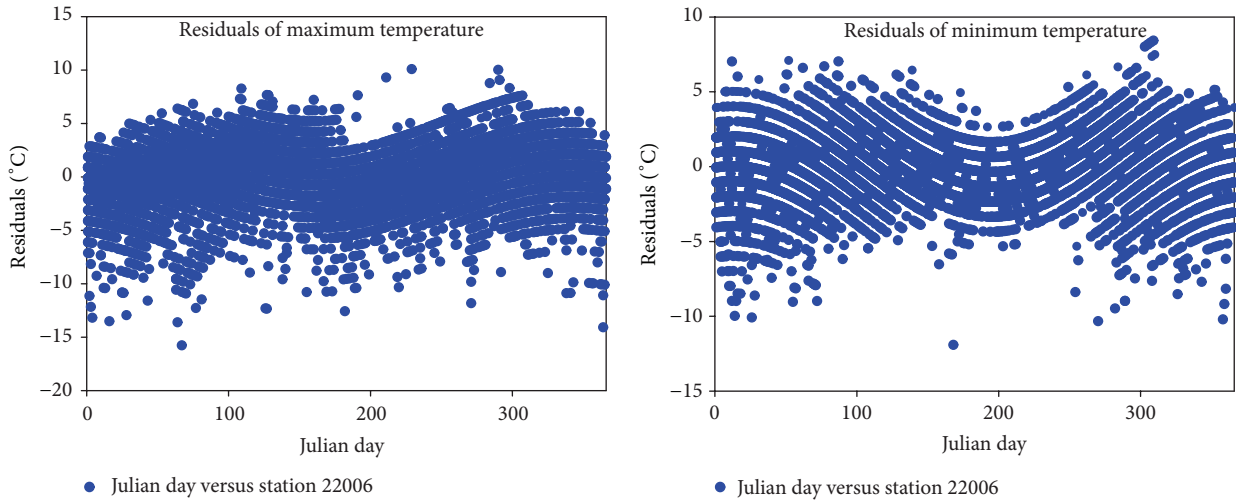 Residuals of maximum temperature
15
10
5
0
−5
−10
−15
−20
Residuals (°C)
0
100
200
300
Julian day
Julian day versus station 22006
Residuals of minimum temperature
10
5
0
−5
−10
−15
Residuals (°C)
0
100
200
300
Julian day
Julian day versus station 22006